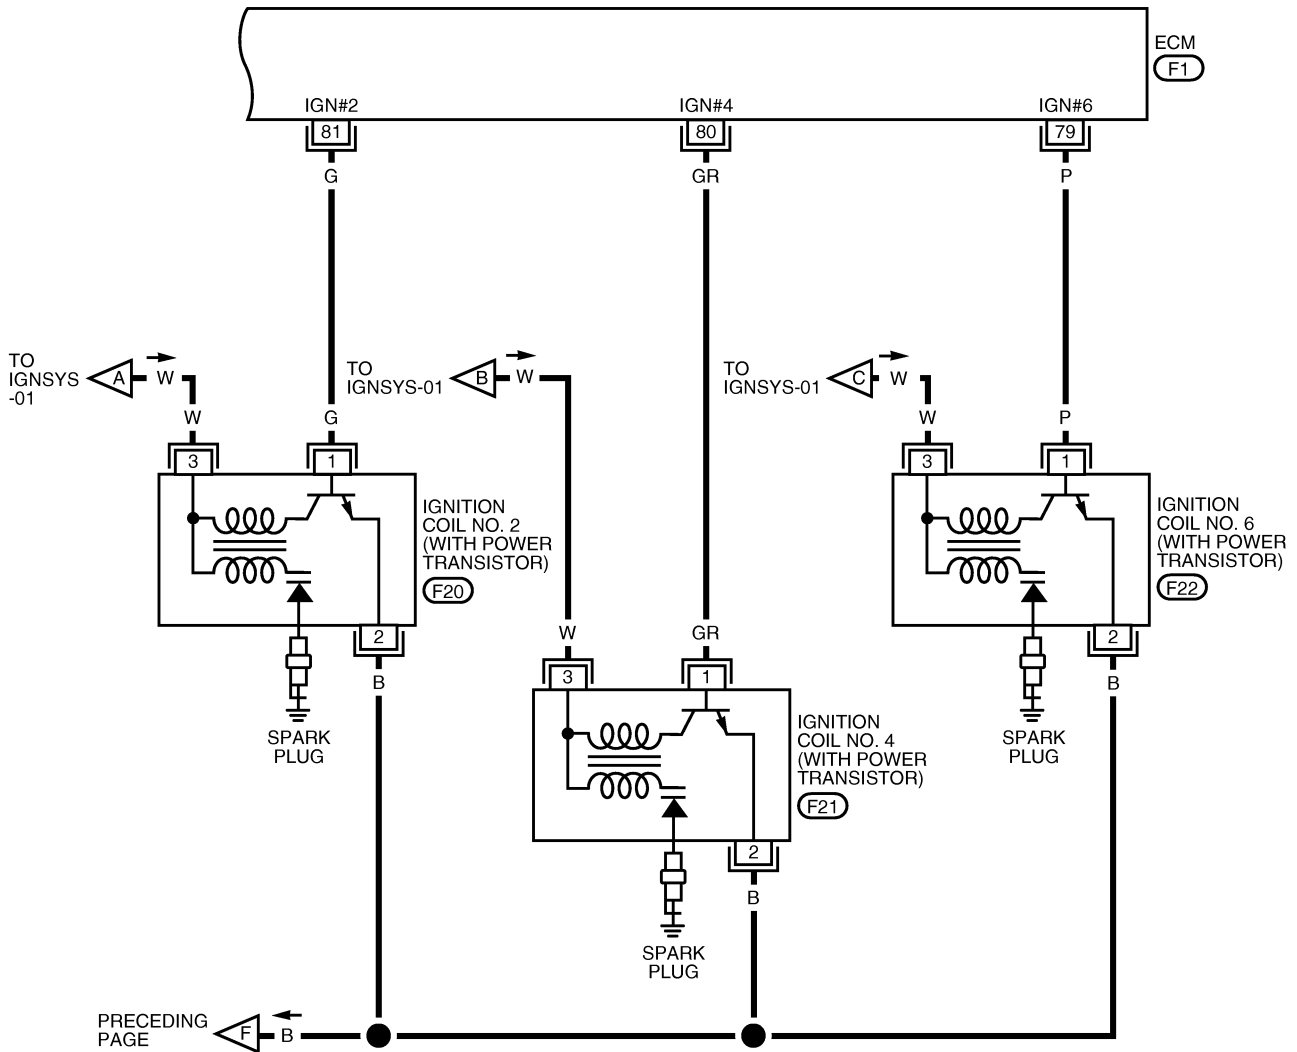 ECM
F1
IGN#2
IGN#4
IGN#6
81
80
79
G
GR
P
TO
IGNSYS
-01
A
W
TO
IGNSYS-01
B
W
TO
IGNSYS-01
C
W
W
G
W
P
3
1
3
1
IGNITION
COIL NO. 2
(WITH POWER
TRANSISTOR)
F20
IGNITION
COIL NO. 6
(WITH POWER
TRANSISTOR)
F22
W
GR
2
2
3
1
B
B
SPARK
PLUG
IGNITION
COIL NO. 4
(WITH POWER
TRANSISTOR)
F21
SPARK
PLUG
2
B
SPARK
PLUG
PRECEDING
PAGE
F
B